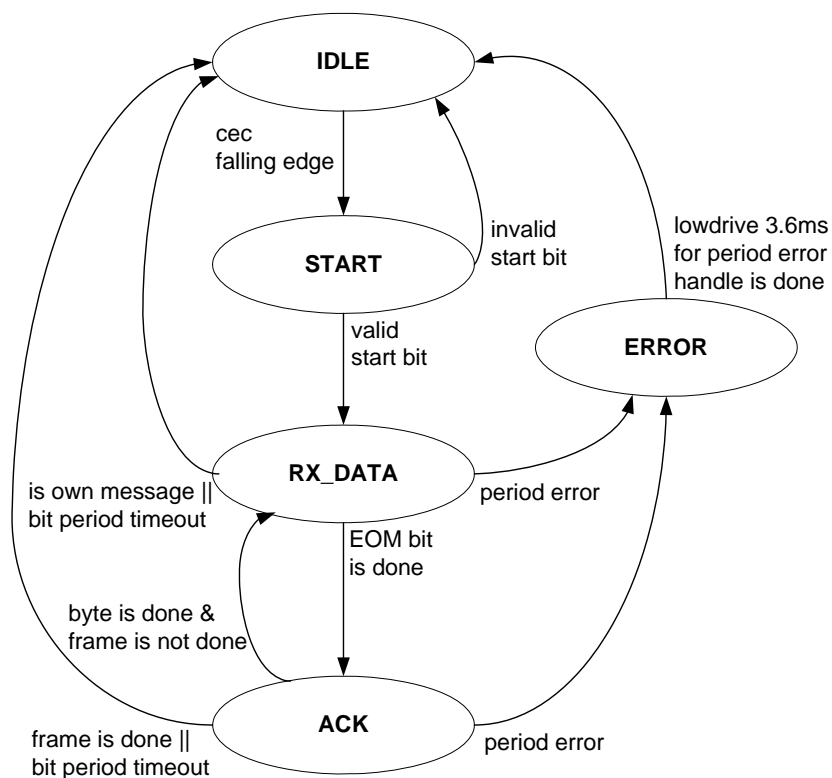 IDLE
cec
falling edge
invalid
start bit
lowdrive 3.6ms
for period error
handle is done
START
valid
start bit
ERROR
RX_DATA
is own message ||
bit period timeout
period error
EOM bit
is done
byte is done &
frame is not done
ACK
frame is done ||
bit period timeout
period error